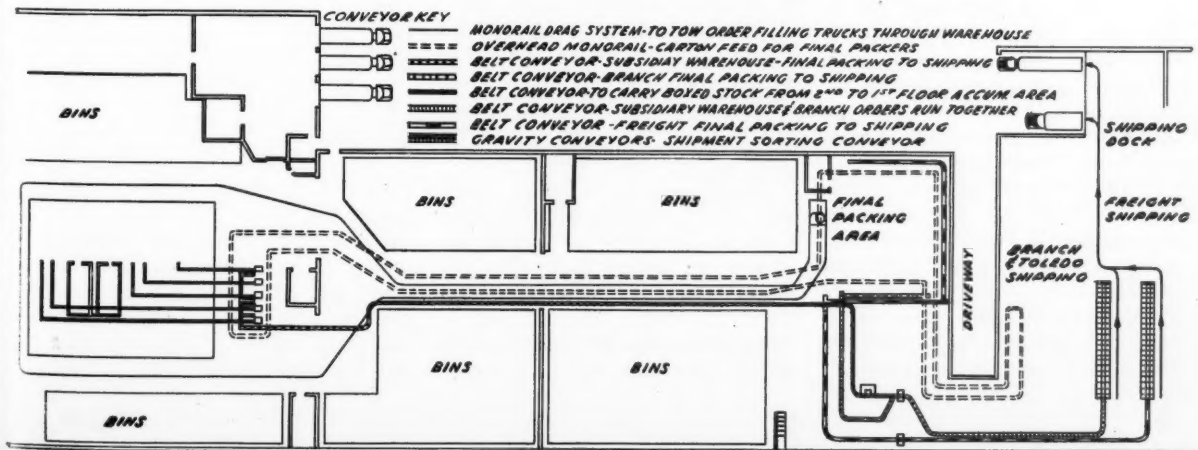 CONVEYOR KEY
MONORAIL DRAG SYSTEM-TO TOW ORDER FILLING TRUCKS THROUGH WAREHOUSE
OVERHEAD MONORAIL-CARTON FEED FOR FINAL PACKERS
BELT CONVEYOR-SUBSIDIAY WAREHOUSE-FINAL PACKING TO SHIPPING
BELT CONVEYOR-BRANCH FINAL PACKING TO SHIPPING
BELT CONVEYOR-TO CARRY BOXED STOCK FROM 2ND TO 1ST FLOOR ACCUM. AREA
BELT CONVEYOR-SUBSIDIARY WAREHOUSE & BRANCH ORDERS RUN TOGETHER
BELT CONVEYOR-FREIGHT FINAL PACKING TO SHIPPING
GRAVITY CONVEYORS-SHIPMENT SORTING CONVEYOR
BINS
SHIPPING
DOCK
BINS
BINS
FINAL
PACKING
AREA
FREIGHT
SHIPPING
BRANCH
& TOLEDO
SHIPPING
DRIVEWAY
BINS
BINS
BINS